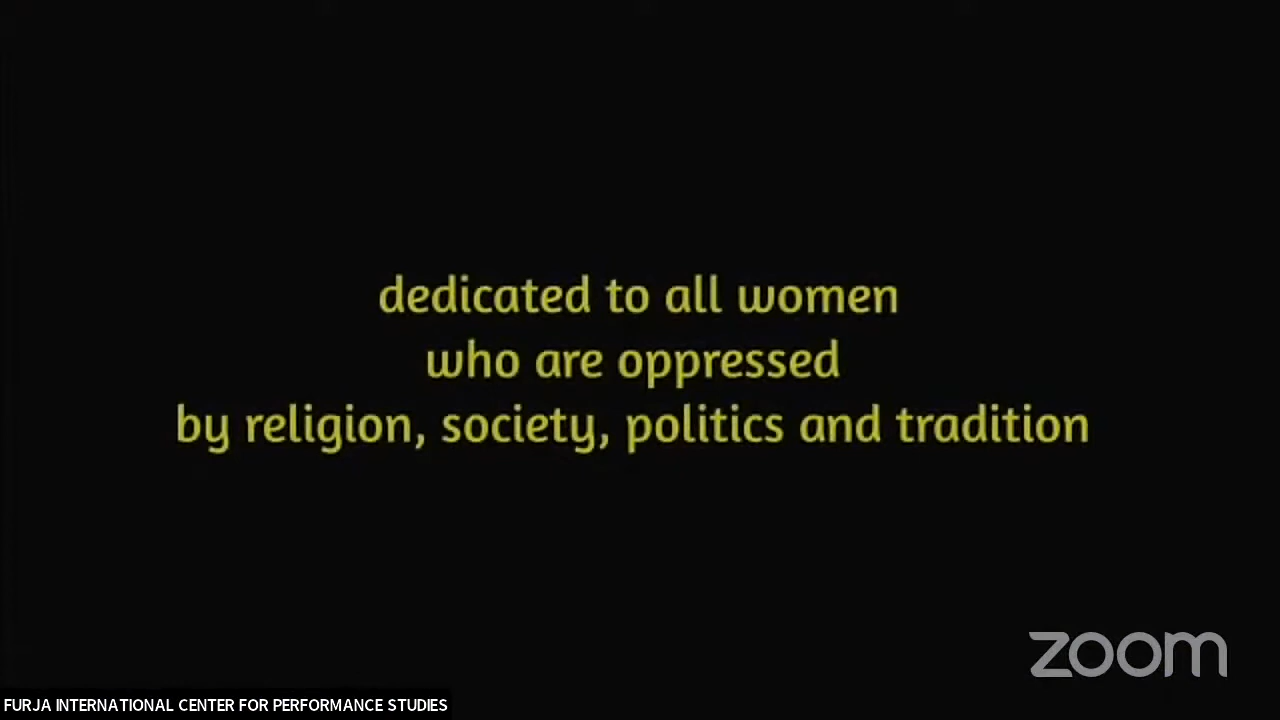 dedicated to all women
who are oppressed
by religion, society, politics and tradition
zoom
FURJA INTERNATIONAL CENTER FOR PERFORMANCE STUDIES